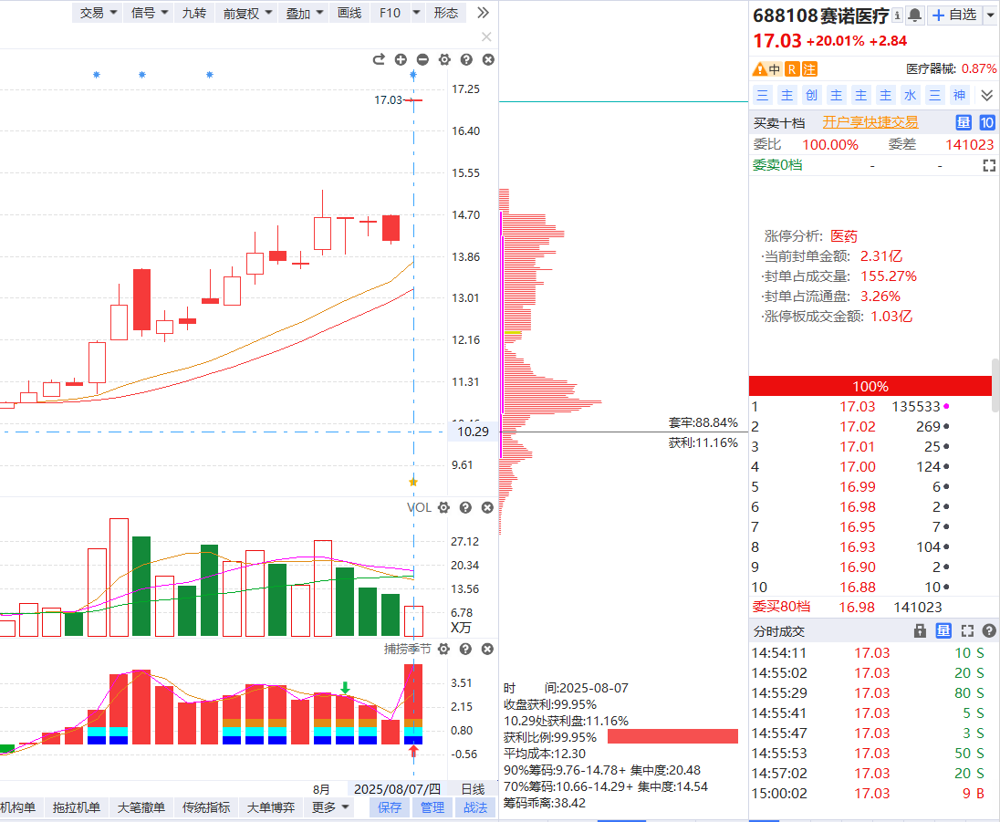 交易 信号 九转 前复权 叠加 画线 F10 形态
17.25
17.03
16.40
15.55
14.70
13.86
13.01
12.16
11.31
10.29
9.61
VOL
27.12
20.34
13.56
6.78
X万
捕捞季节
3.51
2.15
0.80
-0.56
8月 2025/08/07/四 日线
机构单 拖拉机单 大笔撤单 传统指标 大单博弈 更多 保存 管理 战法
套牢:88.84%
获利:11.16%
时 间:2025-08-07
收盘获利:99.95%
10.29处获利盘:11.16%
获利比例:99.95%
平均成本:12.30
90%筹码:9.76-14.78+ 集中度:20.48
70%筹码:10.66-14.29+ 集中度:14.54
筹码乖离:38.42
688108 赛诺医疗 自选
17.03 +20.01% +2.84
中 R 注 医疗器械: 0.87%
三 主 创 主 主 主 水 三 神
买卖十档 开户享快捷交易 量 10
委比 100.00% 委差 141023
委卖0档 - -
涨停分析: 医药
·当前封单金额: 2.31亿
·封单占成交量: 155.27%
·封单占流通盘: 3.26%
·涨停板成交金额: 1.03亿
100%
1 17.03 135533
2 17.02 269
3 17.01 25
4 17.00 124
5 16.99 6
6 16.98 2
7 16.95 7
8 16.93 104
9 16.90 2
10 16.88 10
委买80档 16.98 141023
分时成交 量
14:54:11 17.03 10 S
14:55:02 17.03 20 S
14:55:29 17.03 80 S
14:55:41 17.03 5 S
14:55:47 17.03 3 S
14:55:53 17.03 50 S
14:57:02 17.03 20 S
15:00:02 17.03 9 B